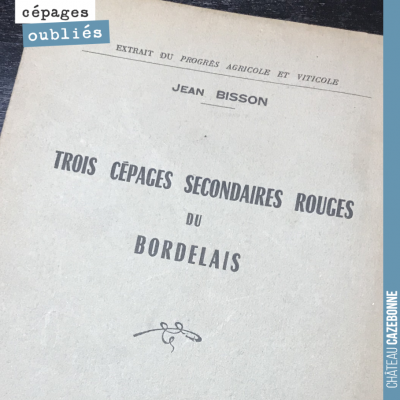 cépages
oubliés
EXTRAIT DU PROGRÈS AGRICOLE ET VITICOLE
JEAN BISSON
TROIS CÉPAGES SECONDAIRES ROUGES
DU
BORDELAIS
CHÂTEAU CAZEBONNE